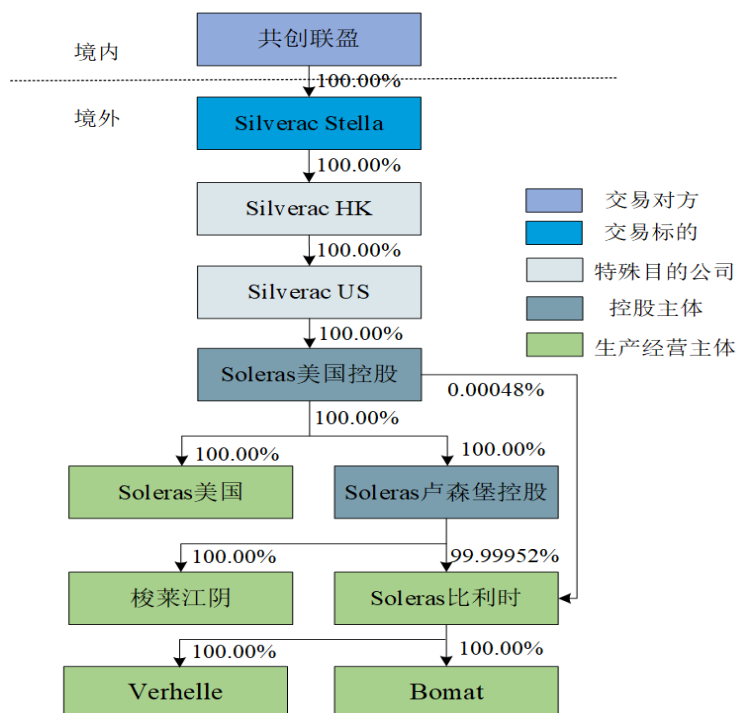 共创联盈
境内
100.00%
境外
Silverac Stella
100.00%
Silverac HK
100.00%
Silverac US
100.00%
Soleras美国控股
0.00048%
100.00%
100.00%
100.00%
Soleras美国
Soleras卢森堡控股
100.00%
99.99952%
梭莱江阴
Soleras比利时
100.00%
100.00%
Verhelle
Bomat
交易对方
交易标的
特殊目的公司
控股主体
生产经营主体